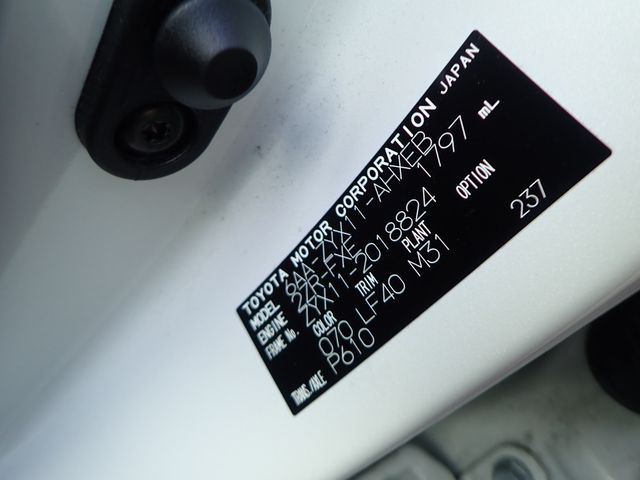 TOYOTA MOTOR CORPORATION JAPAN
MODEL 6AA-ZYX11-AHXEB
ENGINE 2ZR-FXE 1797 mL
FRAME No. ZYX11-2018824
COLOR TRIM PLANT OPTION
070 LF40 M31 237
TRANS./AXLE P610